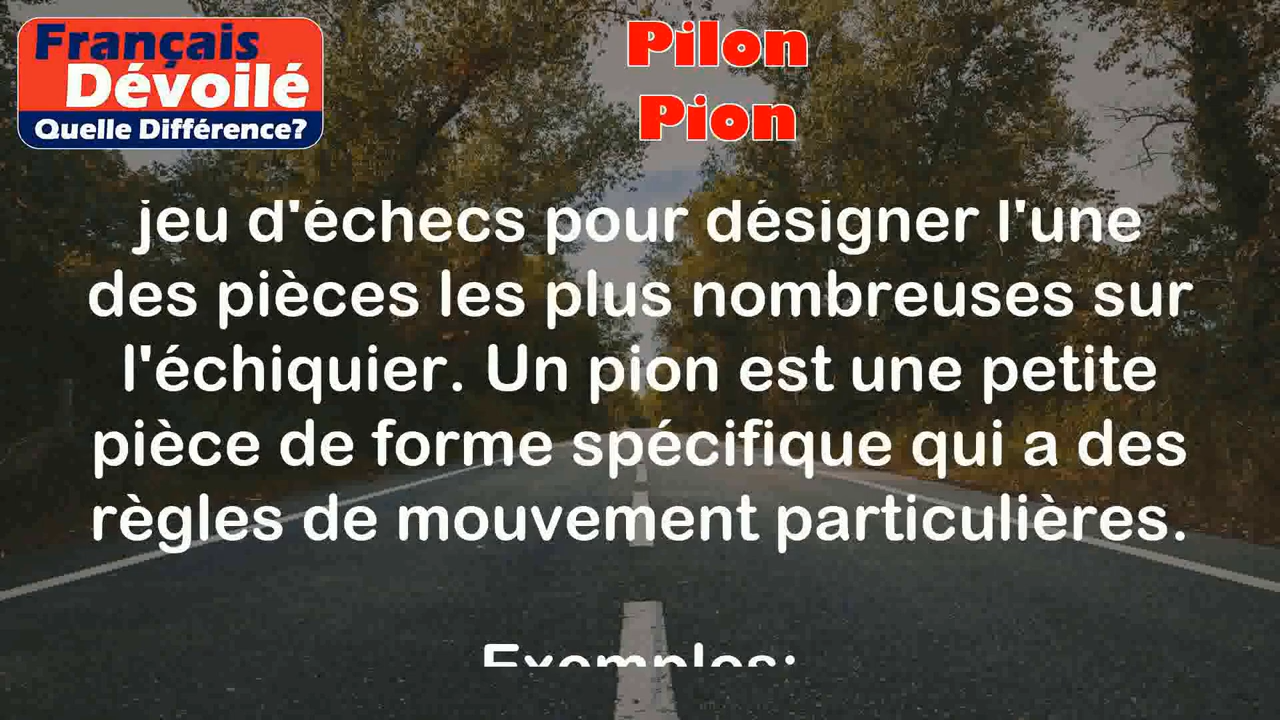 Français
Dévoilé
Quelle Différence?
Pilon
Pion
jeu d'échecs pour désigner l'une
des pièces les plus nombreuses sur
l'échiquier. Un pion est une petite
pièce de forme spécifique qui a des
règles de mouvement particulières.
Exemples: